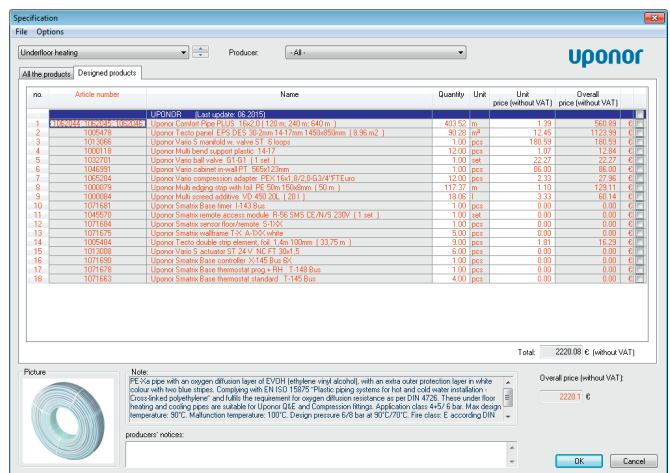 Specification
File Options
Underfloor heating Producer: - All -
uponor
All the products Designed products
no. Article number Name Quantity Unit Unit price (without VAT) Overall price (without VAT)
UPONOR (Last update: 06.2015)
1 1062044; 1062045; 1062046 Uponor Comfort Pipe PLUS 16x2,0 ( 120 m; 240 m; 640 m ) 403.52 m 1.39 560.89 €
2 1005478 Uponor Tecto panel EPS DES 30-2mm 14-17mm 1450x850mm ( 8.96 m2 ) 90.28 m² 12.45 1123.99 €
3 1013066 Uponor Vario S manifold w. valve ST 6 loops 1.00 pcs 180.59 180.59 €
4 1000118 Uponor Multi bend support plastic 14-17 12.00 pcs 1.07 12.84 €
5 1032701 Uponor Vario ball valve G1-G1 ( 1 set ) 1.00 set 22.27 22.27 €
6 1046991 Uponor Vario cabinet in-wall PT 565x123mm 1.00 pcs 86.00 86.00 €
7 1065284 Uponor Vario compression adapter PEX 16x1,8/2,0-G3/4"FTEuro 12.00 pcs 2.33 27.96 €
8 1000079 Uponor Multi edging strip with foil PE 50m 150x8mm ( 50 m ) 117.37 m 1.10 129.11 €
9 1000084 Uponor Multi screed additive VD 450 20L ( 20 l ) 18.06 l 3.33 60.14 €
10 1071681 Uponor Smatrix Base timer I-143 Bus 1.00 pcs 0.00 0.00 €
11 1045570 Uponor Smatrix remote access module R-56 SMS CE/N/S 230V ( 1 set ) 1.00 set 0.00 0.00 €
12 1071684 Uponor Smatrix sensor floor/remote S-1XX 1.00 pcs 0.00 0.00 €
13 1071675 Uponor Smatrix wallframe T-X A-1XX white 5.00 pcs 0.00 0.00 €
14 1005404 Uponor Tecto double strip element, foil 1,4m 100mm ( 33,75 m ) 9.00 pcs 1.81 16.29 €
15 1013008 Uponor Vario S actuator ST 24 V NC FT 30x1,5 6.00 pcs 0.00 0.00 €
16 1071690 Uponor Smatrix Base controller X-145 Bus 6X 1.00 pcs 0.00 0.00 €
17 1071678 Uponor Smatrix Base thermostat prog + RH T-148 Bus 1.00 pcs 0.00 0.00 €
18 1071663 Uponor Smatrix Base thermostat standard T-145 Bus 4.00 pcs 0.00 0.00 €
Total: 2220.08 € (without VAT)
Picture
Note:
PE-Xa pipe with an oxygen diffusion layer of EVOH (ethylene vinyl alcohol), with an extra outer protection layer in white
colour with two blue stripes. Complying with EN ISO 15875 "Plastic piping systems for hot and cold water installation -
Cross-linked polyethylene" and fulfils the requirement for oxygen diffusion resistance as per DIN 4726. These under floor
heating and cooling pipes are suitable for Uponor Q&E and Compression fittings. Application class 4+5/ 6 bar. Max design
temperature: 90°C. Malfunction temperature: 100°C. Design pressure 6/8 bar at 90°C/70°C. Fire class: E according DIN
Overall price (without VAT):
2220.1 €
producers' notices:
OK Cancel